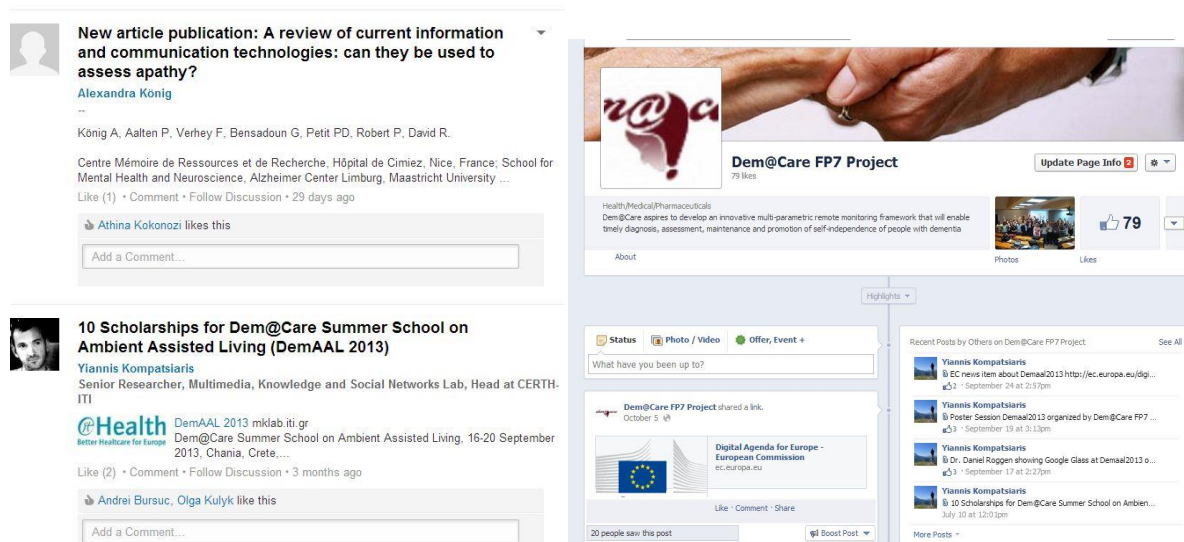 New article publication: A review of current information
and communication technologies: can they be used to
assess apathy?
Alexandra König
--
König A, Aalten P, Verhey F, Bensadoun G, Petit PD, Robert P, David R.
Centre Mémoire de Ressources et de Recherche, Hôpital de Cimiez, Nice, France; School for
Mental Health and Neuroscience, Alzheimer Center Limburg, Maastricht University ...
Like (1) • Comment • Follow Discussion • 29 days ago
Athina Kokonozi likes this
Add a Comment...
10 Scholarships for Dem@Care Summer School on
Ambient Assisted Living (DemAAL 2013)
Yiannis Kompatsiaris
Senior Researcher, Multimedia, Knowledge and Social Networks Lab, Head at CERTH-
ITI
Health
Better Healtcare for Europe
DemAAL 2013 mklab.iti.gr
Dem@Care Summer School on Ambient Assisted Living, 16-20 September
2013, Chania, Crete,...
Like (2) • Comment • Follow Discussion • 3 months ago
Andrei Bursuc, Olga Kulyk like this
Add a Comment...
m@ca
Dem@Care FP7 Project
79 likes
Update Page Info 2
Health/Medical/Pharmaceuticals
Dem@Care aspires to develop an innovative multi-parametric remote monitoring framework that will enable
timely diagnosis, assessment, maintenance and promotion of self-independence of people with dementia
About
Photos
79
Likes
Highlights
Status
Photo / Video
Offer, Event +
What have you been up to?
Dem@Care FP7 Project shared a link.
October 5
Digital Agenda for Europe -
European Commission
ec.europa.eu
Like · Comment · Share
20 people saw this post
Boost Post
Recent Posts by Others on Dem@Care FP7 Project
See All
Yiannis Kompatsiaris
EC news item about Demaal2013 http://ec.europa.eu/digi...
2 · September 24 at 2:57pm
Yiannis Kompatsiaris
Poster Session Demaal2013 organized by Dem@Care FP7 ...
3 · September 19 at 3:13pm
Yiannis Kompatsiaris
Dr. Daniel Roggen showing Google Glass at Demaal2013 o...
3 · September 17 at 2:27pm
Yiannis Kompatsiaris
10 Scholarships for Dem@Care Summer School on Ambien...
July 10 at 12:01pm
More Posts